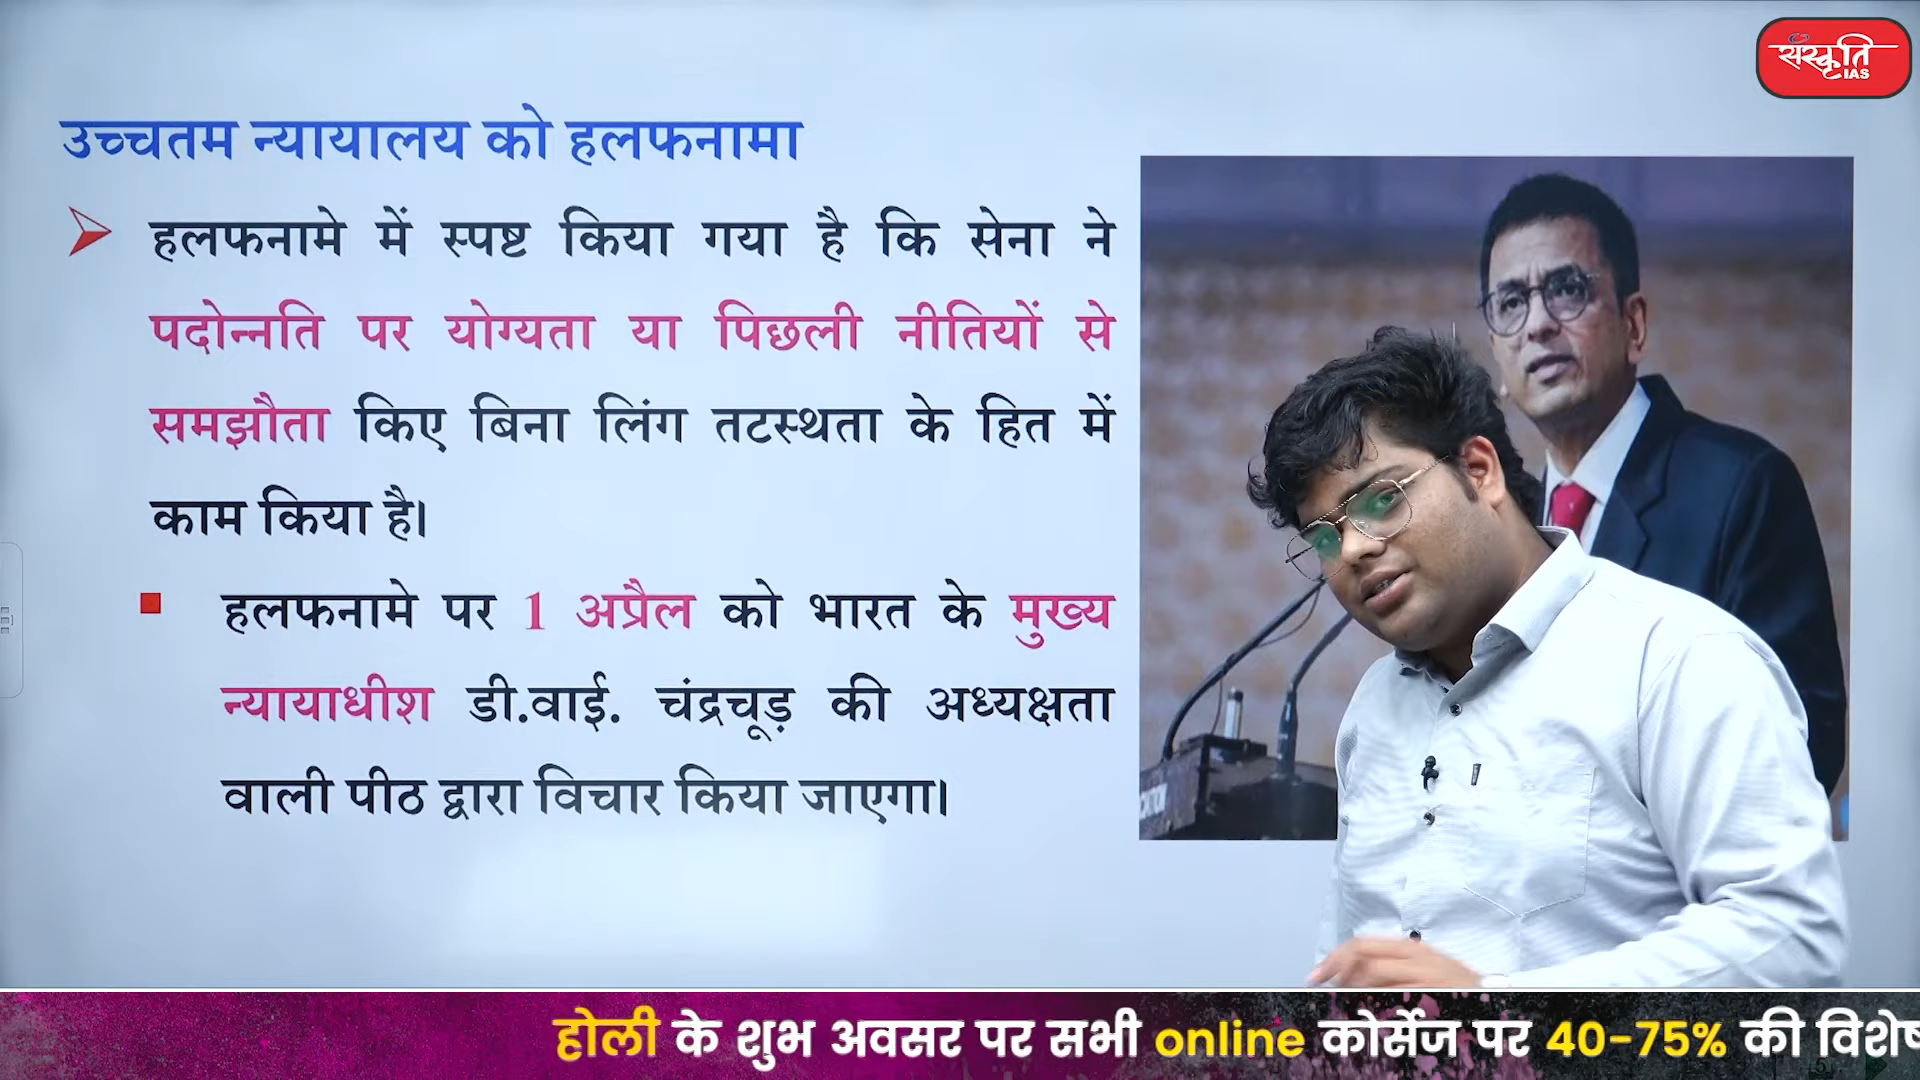 संस्कृति
IAS
उच्चतम न्यायालय को हलफनामा
हलफनामे में स्पष्ट किया गया है कि सेना ने
पदोन्नति पर योग्यता या पिछली नीतियों से
समझौता किए बिना लिंग तटस्थता के हित में
काम किया है।
हलफनामे पर 1 अप्रैल को भारत के मुख्य
न्यायाधीश डी.वाई. चंद्रचूड़ की अध्यक्षता
वाली पीठ द्वारा विचार किया जाएगा।
होली के शुभ अवसर पर सभी online कोर्सेज पर 40-75% की